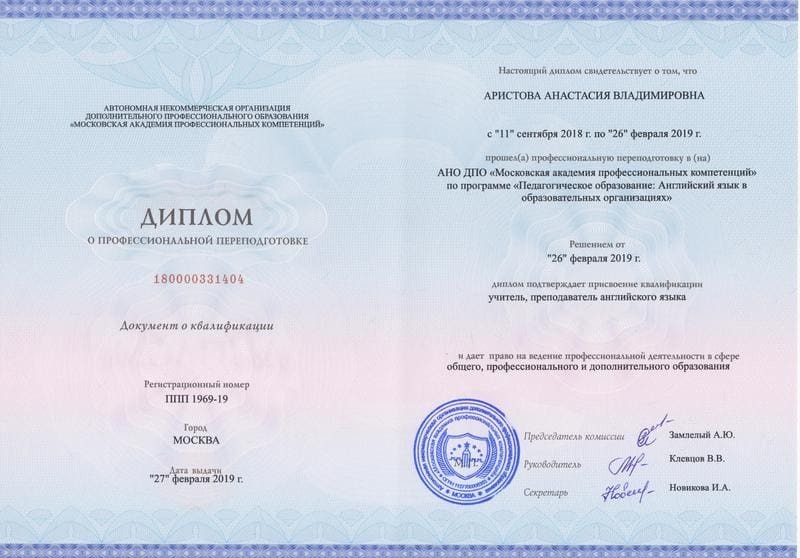 АВТОНОМНАЯ НЕКОММЕРЧЕСКАЯ ОРГАНИЗАЦИЯ
ДОПОЛНИТЕЛЬНОГО ПРОФЕССИОНАЛЬНОГО ОБРАЗОВАНИЯ
«МОСКОВСКАЯ АКАДЕМИЯ ПРОФЕССИОНАЛЬНЫХ КОМПЕТЕНЦИЙ»
ДИПЛОМ
О ПРОФЕССИОНАЛЬНОЙ ПЕРЕПОДГОТОВКЕ
180000331404
Документ о квалификации
Регистрационный номер
ППП 1969-19
Город
МОСКВА
Дата выдачи
"27" февраля 2019 г.
Настоящий диплом свидетельствует о том, что
АРИСТОВА АНАСТАСИЯ ВЛАДИМИРОВНА
с "11" сентября 2018 г. по "26" февраля 2019 г.
прошел(а) профессиональную переподготовку в (на)
АНО ДПО «Московская академия профессиональных компетенций»
по программе «Педагогическое образование: Английский язык в
образовательных организациях»
Решением от
"26" февраля 2019 г.
диплом подтверждает присвоение квалификации
учитель, преподаватель английского языка
и дает право на ведение профессиональной деятельности в сфере
общего, профессионального и дополнительного образования
Председатель комиссии Замлелый А.Ю.
Руководитель Клевцов В.В.
Секретарь Новикова И.А.
М.П.
МОСКВА